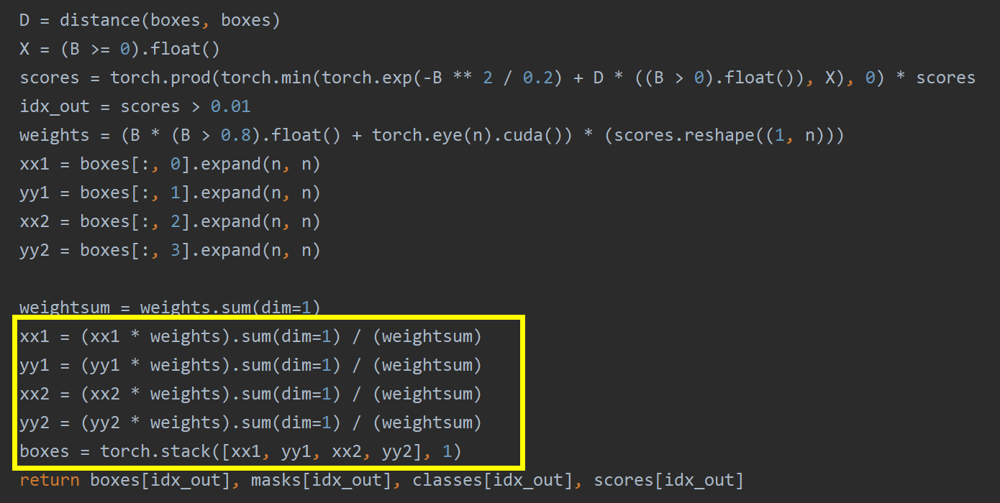 D = distance(boxes, boxes)
X = (B >= 0).float()
scores = torch.prod(torch.min(torch.exp(-B ** 2 / 0.2) + D * ((B > 0).float()), X), 0) * scores
idx_out = scores > 0.01
weights = (B * (B > 0.8).float() + torch.eye(n).cuda()) * (scores.reshape((1, n)))
xx1 = boxes[:, 0].expand(n, n)
yy1 = boxes[:, 1].expand(n, n)
xx2 = boxes[:, 2].expand(n, n)
yy2 = boxes[:, 3].expand(n, n)
weightsum = weights.sum(dim=1)
xx1 = (xx1 * weights).sum(dim=1) / (weightsum)
yy1 = (yy1 * weights).sum(dim=1) / (weightsum)
xx2 = (xx2 * weights).sum(dim=1) / (weightsum)
yy2 = (yy2 * weights).sum(dim=1) / (weightsum)
boxes = torch.stack([xx1, yy1, xx2, yy2], 1)
return boxes[idx_out], masks[idx_out], classes[idx_out], scores[idx_out]